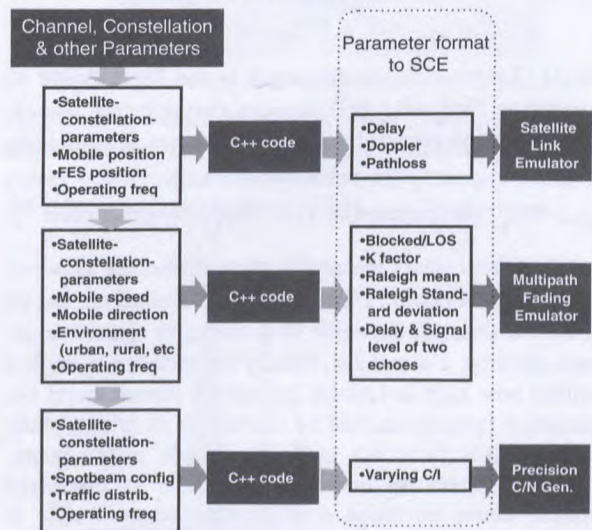 Channel, Constellation
& other Parameters
Parameter format
to SCE
•Satellite-
constellation-
parameters
•Mobile position
•FES position
•Operating freq
C++ code
•Delay
•Doppler
•Pathloss
Satellite
Link
Emulator
•Satellite-
constellation-
parameters
•Mobile speed
•Mobile direction
•Environment
(urban, rural, etc
•Operating freq
C++ code
•Blocked/LOS
•K factor
•Raleigh mean
•Raleigh Stand-
ard deviation
•Delay & Signal
level of two
echoes
Multipath
Fading
Emulator
•Satellite-
constellation-
parameters
•Spotbeam config
•Traffic distrib.
•Operating freq
C++ code
•Varying C/I
Precision
C/N Gen.